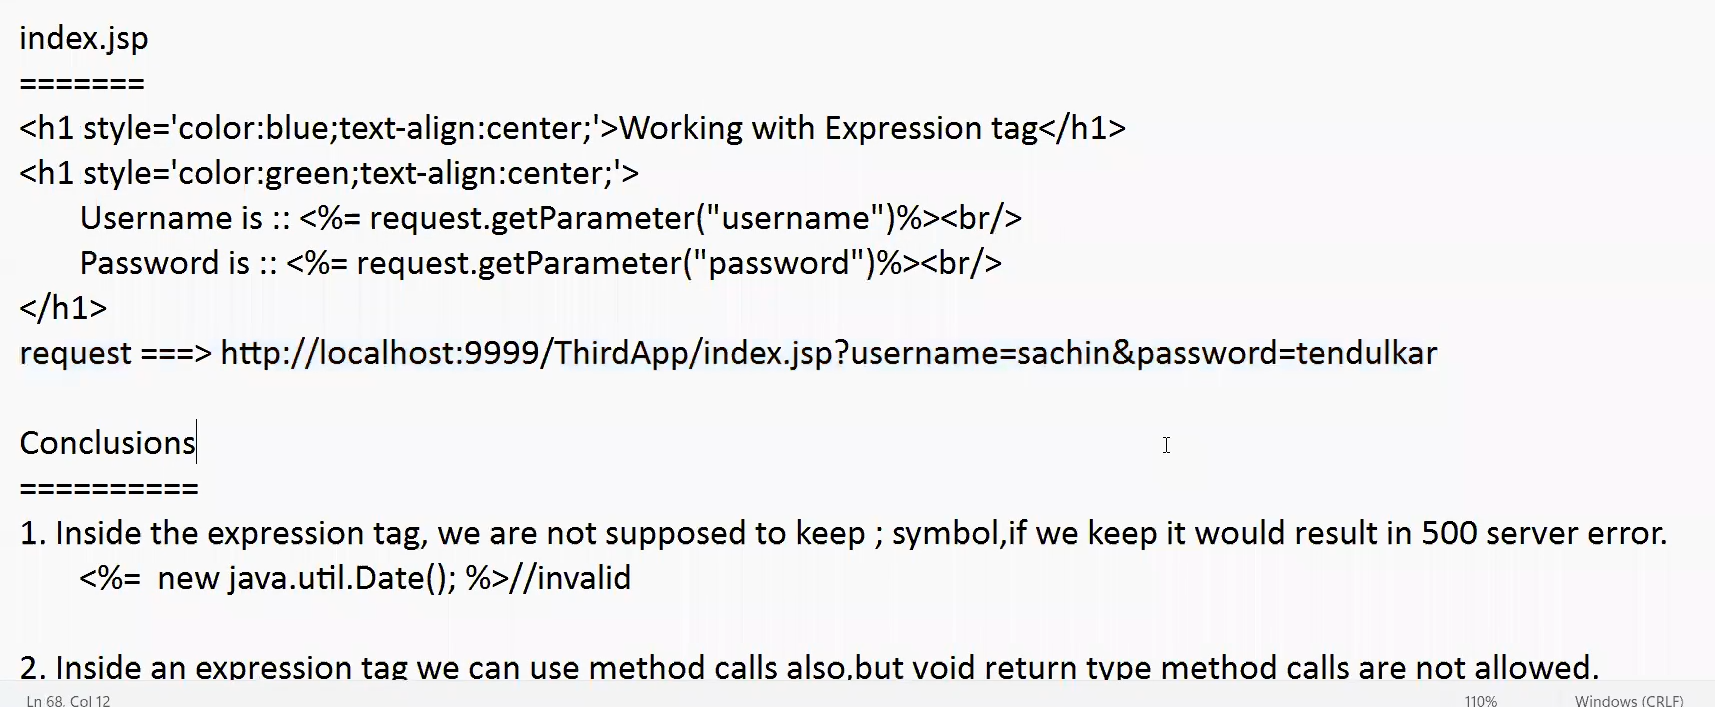 index.jsp
=======
<h1 style='color:blue;text-align:center;'>Working with Expression tag</h1>
<h1 style='color:green;text-align:center;'>
Username is :: <%= request.getParameter("username")%><br/>
Password is :: <%= request.getParameter("password")%><br/>
</h1>
request ===> http://localhost:9999/ThirdApp/index.jsp?username=sachin&password=tendulkar
Conclusions
==========
1. Inside the expression tag, we are not supposed to keep ; symbol,if we keep it would result in 500 server error.
<%=  new java.util.Date(); %>//invalid
2. Inside an expression tag we can use method calls also,but void return type method calls are not allowed.
Ln 68, Col 12 110% Windows (CRLF)